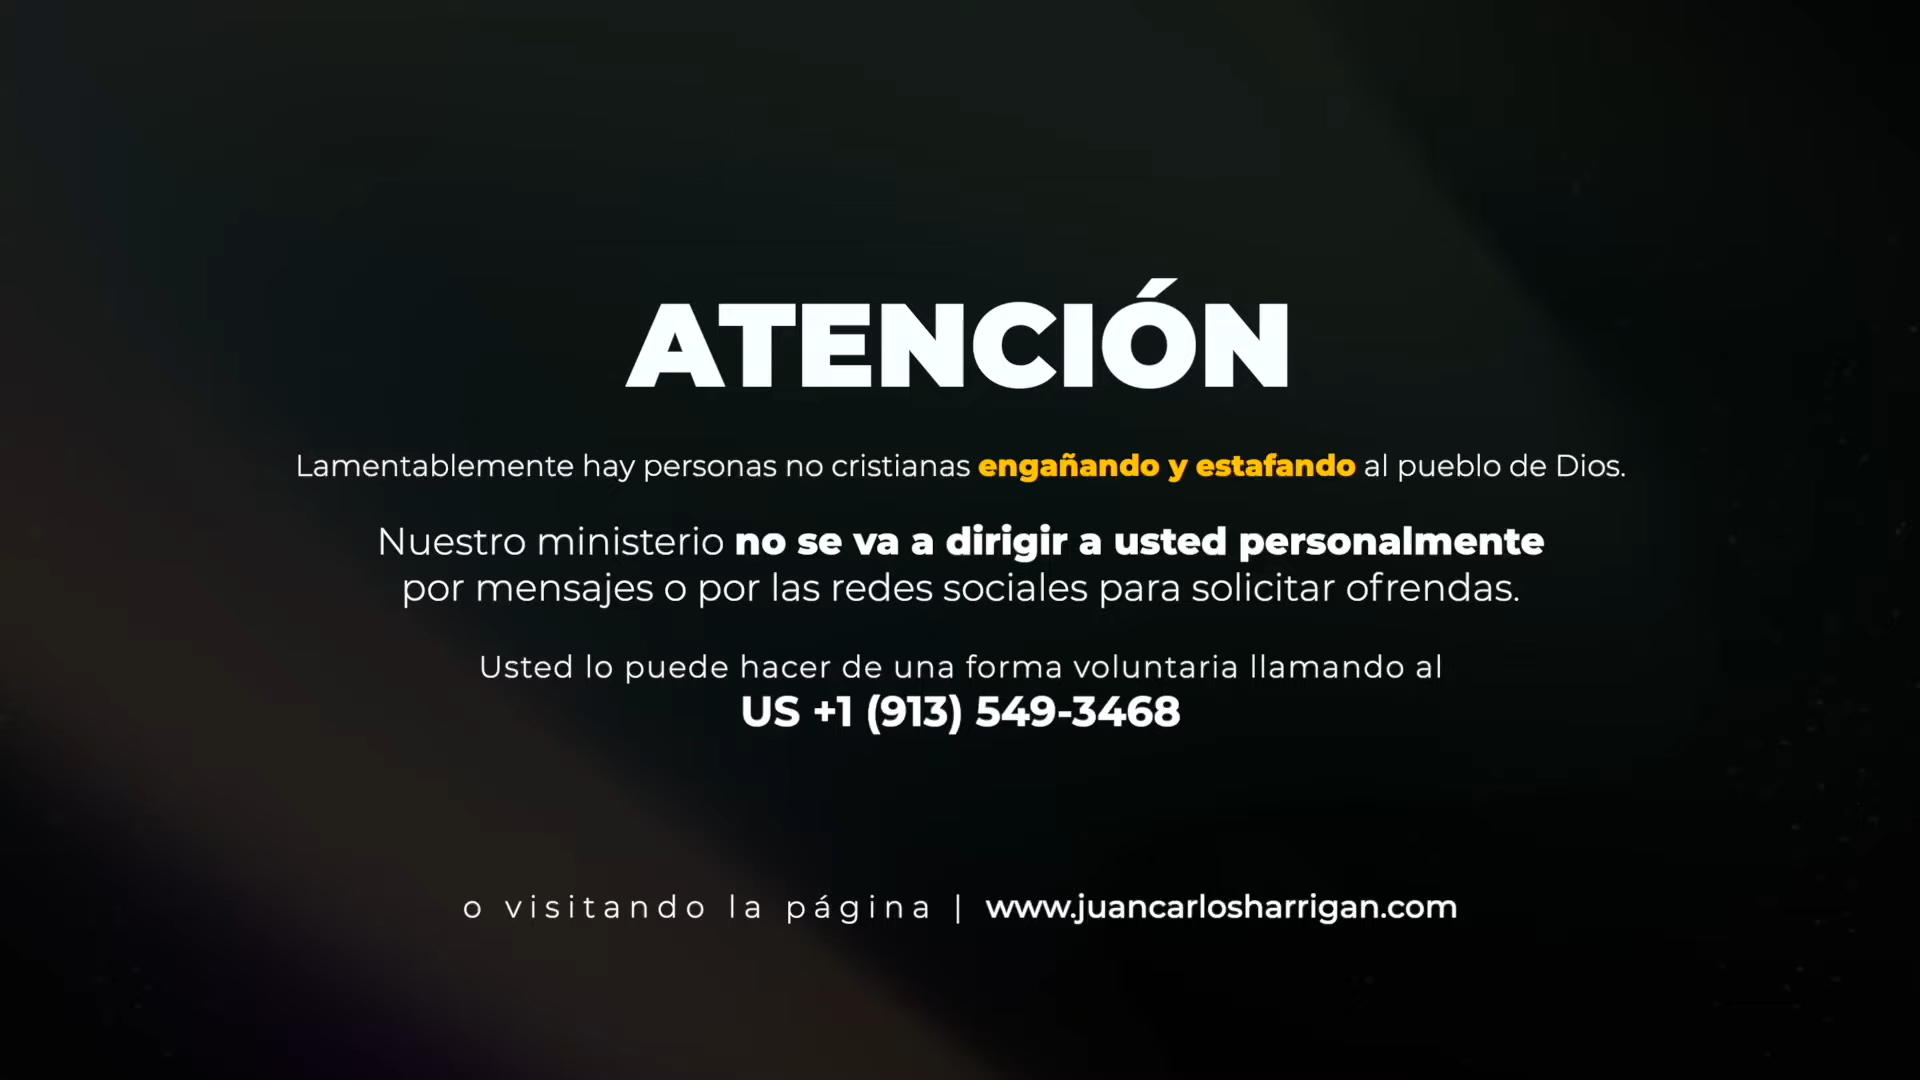 ATENCIÓN
Lamentablemente hay personas no cristianas engañando y estafando al pueblo de Dios.
Nuestro ministerio no se va a dirigir a usted personalmente
por mensajes o por las redes sociales para solicitar ofrendas.
Usted lo puede hacer de una forma voluntaria llamando al
US +1 (913) 549-3468
o visitando la página | www.juancarlosharrigan.com